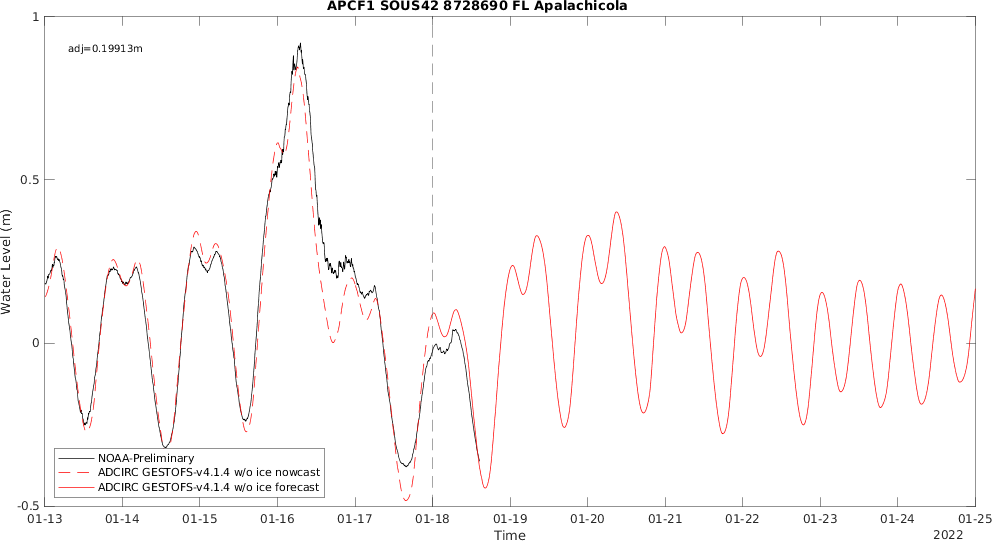 APCF1 SOUS42 8728690 FL Apalachicola
adj=0.19913m
1
0.5
0
-0.5
Water Level (m)
NOAA-Preliminary
ADCIRC GESTOFS-v4.1.4 w/o ice nowcast
ADCIRC GESTOFS-v4.1.4 w/o ice forecast
01-13 01-14 01-15 01-16 01-17 01-18 01-19 01-20 01-21 01-22 01-23 01-24 01-25
Time
2022